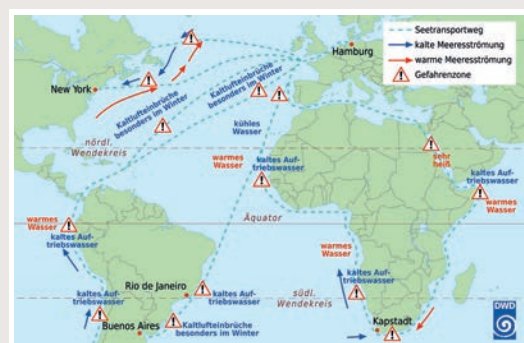 Seetransportweg
kalte Meeresströmung
warme Meeresströmung
Gefahrenzone
Hamburg
New York
Kaltlufteinbrüche
besonders im Winter
Kaltlufteinbrüche
besonders im Winter
kühles
Wasser
nördl.
Wendekreis
warmes
Wasser
kaltes Auf-
triebswasser
sehr
heiß
kaltes Auf-
triebswasser
warmes
Wasser
warmes
Wasser
kaltes Auf-
triebswasser
Äquator
warmes
Wasser
kaltes Auf-
triebswasser
Rio de Janeiro
kaltes Auf-
triebswasser
kaltes Auf-
triebswasser
südl.
Wendekreis
Buenos Aires
Kaltlufteinbrüche
besonders im Winter
Kapstadt
DWD